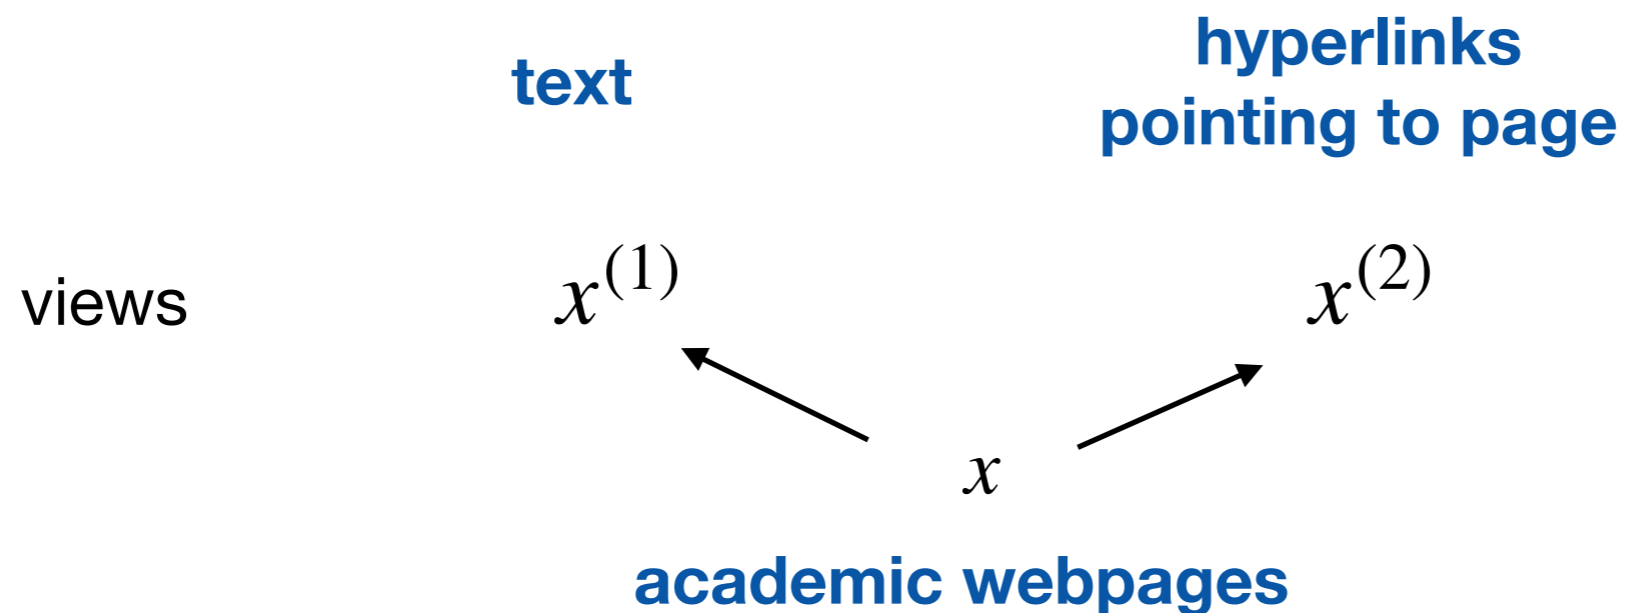 text
hyperlinks
pointing to page
views
x^(1)
x^(2)
x
academic webpages